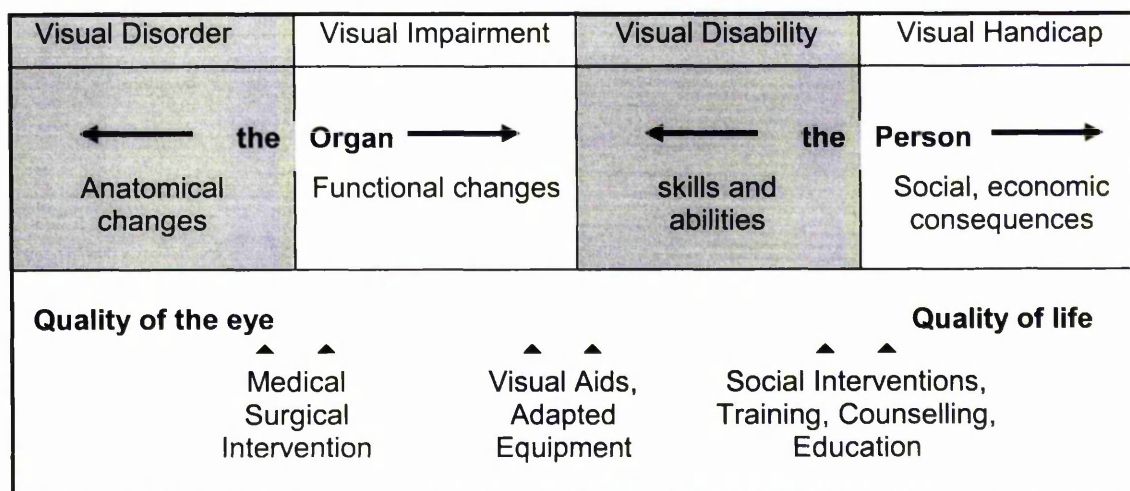 Visual Disorder
Visual Impairment
Visual Disability
Visual Handicap
the Organ
the Person
Anatomical
changes
Functional changes
skills and
abilities
Social, economic
consequences
Quality of the eye
Quality of life
Medical
Surgical
Intervention
Visual Aids,
Adapted
Equipment
Social Interventions,
Training, Counselling,
Education